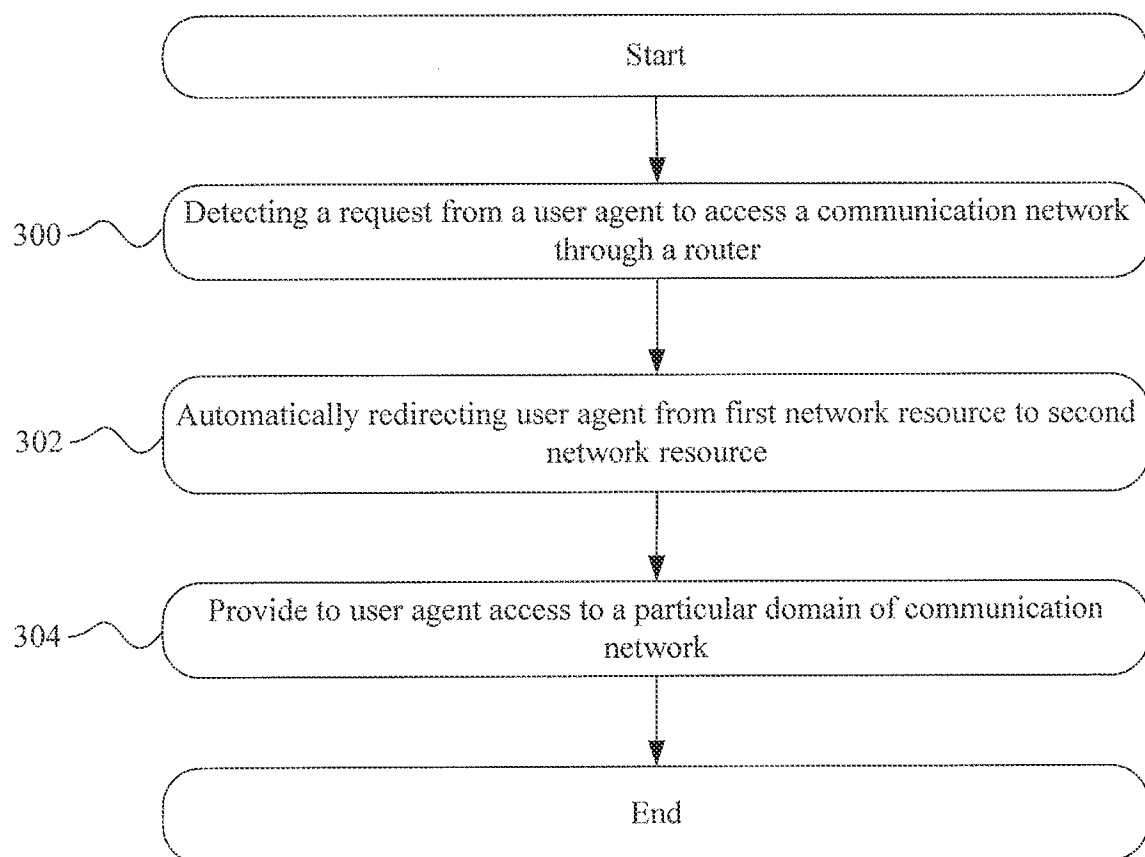 Start
Detecting a request from a user agent to access a communication network
through a router
300
Automatically redirecting user agent from first network resource to second
network resource
302
Provide to user agent access to a particular domain of communication
network
304
End